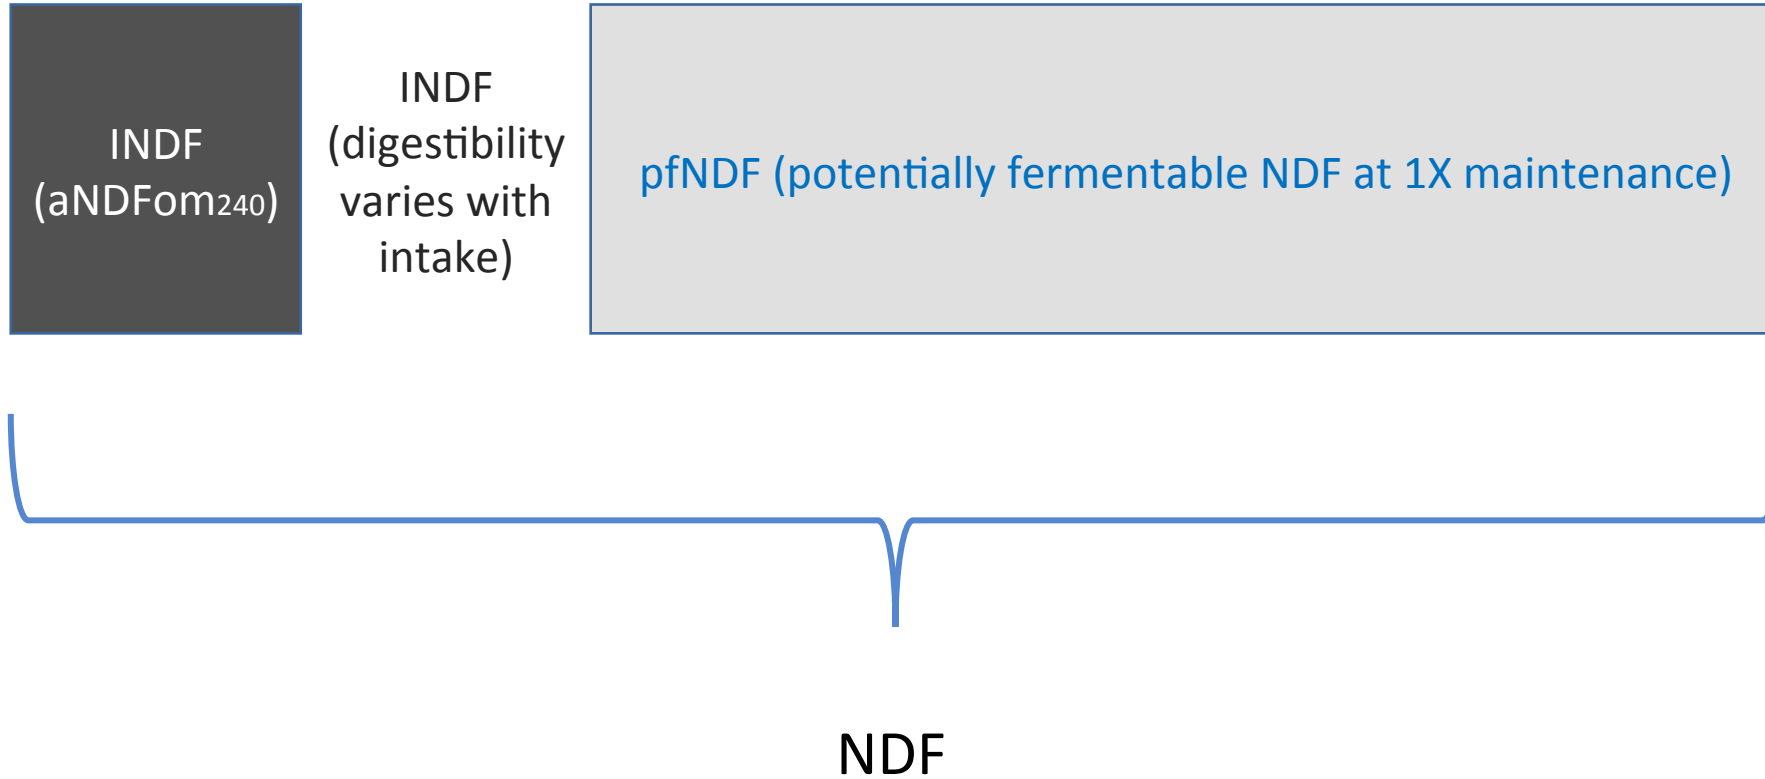 INDF
(aNDFom240)
INDF
(digestibility
varies with
intake)
pfNDF (potentially fermentable NDF at 1X maintenance)
NDF